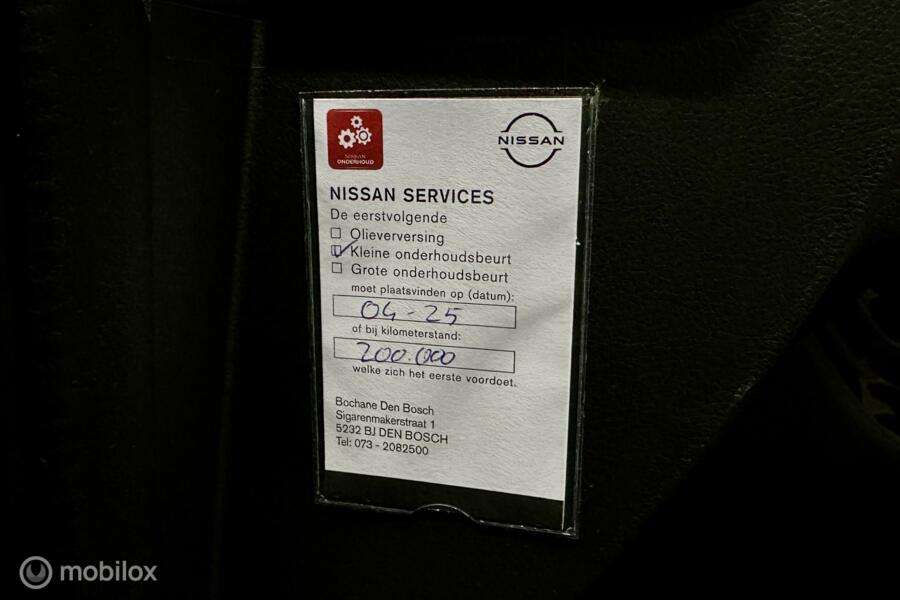 NISSAN
ONDERHOUD
NISSAN
NISSAN SERVICES
De eerstvolgende
Olieverversing
Kleine onderhoudsbeurt
Grote onderhoudsbeurt
moet plaatsvinden op (datum):
04-25
of bij kilometerstand:
200.000
welke zich het eerste voordoet.
Bochane Den Bosch
Sigarenmakerstraat 1
5232 BJ DEN BOSCH
Tel: 073 - 2082500
mobilox